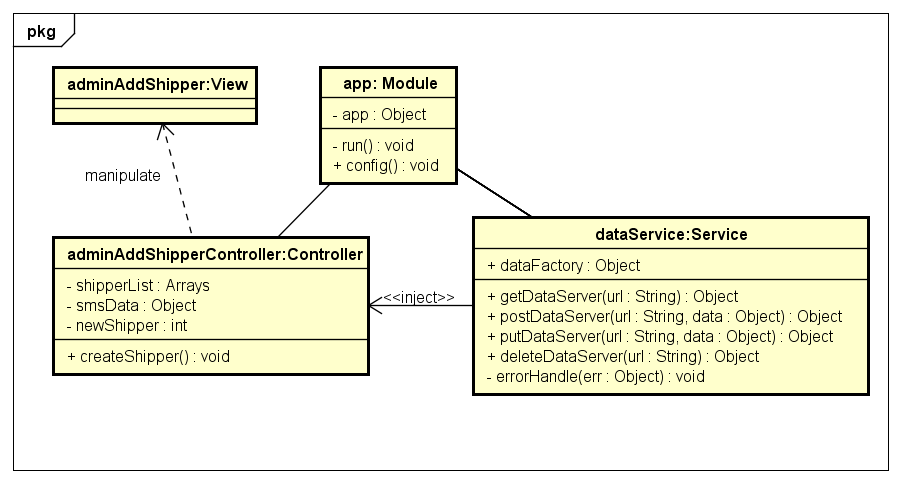 pkg
adminAddShipper:View
app: Module
- app : Object
- run() : void
+ config() : void
manipulate
adminAddShipperController:Controller
- shipperList : Arrays
- smsData : Object
- newShipper : int
+ createShipper() : void
<<inject>>
dataService:Service
+ dataFactory : Object
+ getDataServer(url : String) : Object
+ postDataServer(url : String, data : Object) : Object
+ putDataServer(url : String, data : Object) : Object
+ deleteDataServer(url : String) : Object
- errorHandle(err : Object) : void